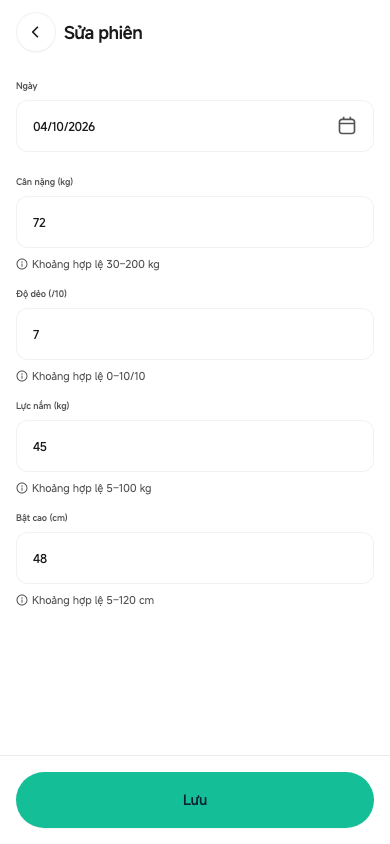 Sửa phiên
Ngày
04/10/2026
Cân nặng (kg)
72
Khoảng hợp lệ 30–200 kg
Độ dẻo (/10)
7
Khoảng hợp lệ 0–10/10
Lực nắm (kg)
45
Khoảng hợp lệ 5–100 kg
Bật cao (cm)
48
Khoảng hợp lệ 5–120 cm
Lưu